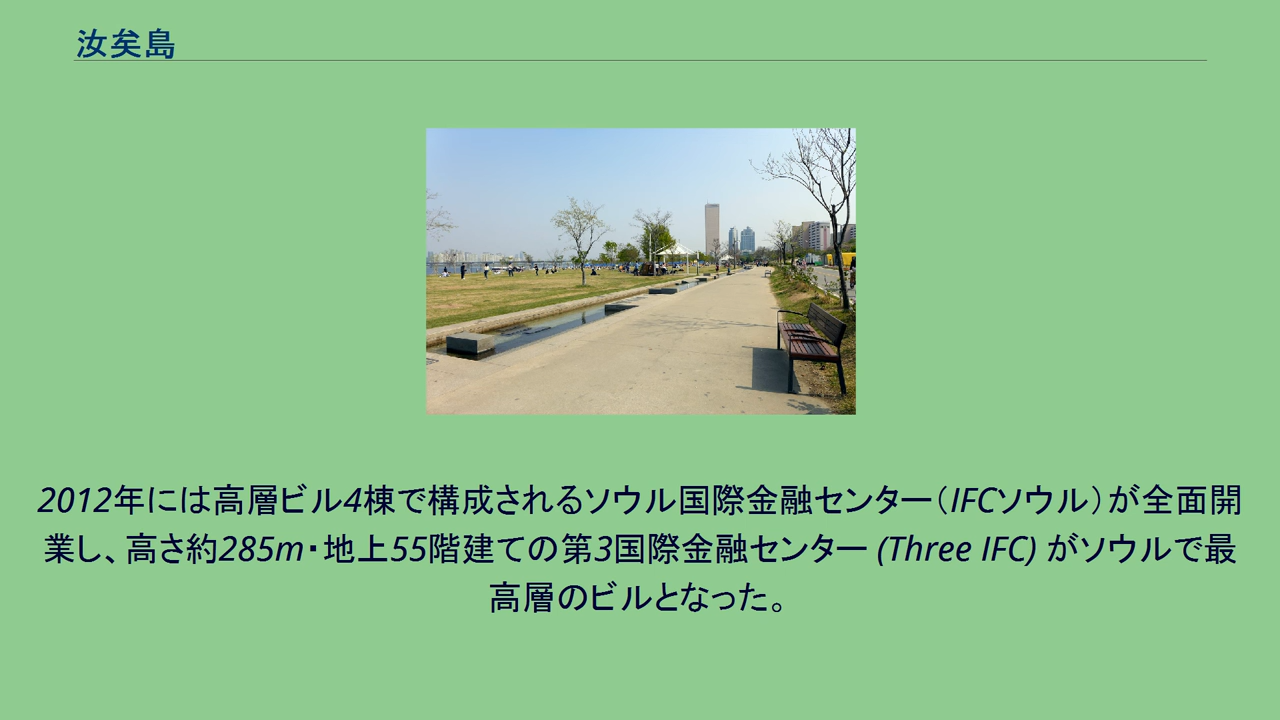 汝矣島
2012年には高層ビル4棟で構成されるソウル国際金融センター（IFCソウル）が全面開
業し、高さ約285m・地上55階建ての第3国際金融センター (Three IFC) がソウルで最
高層のビルとなった。